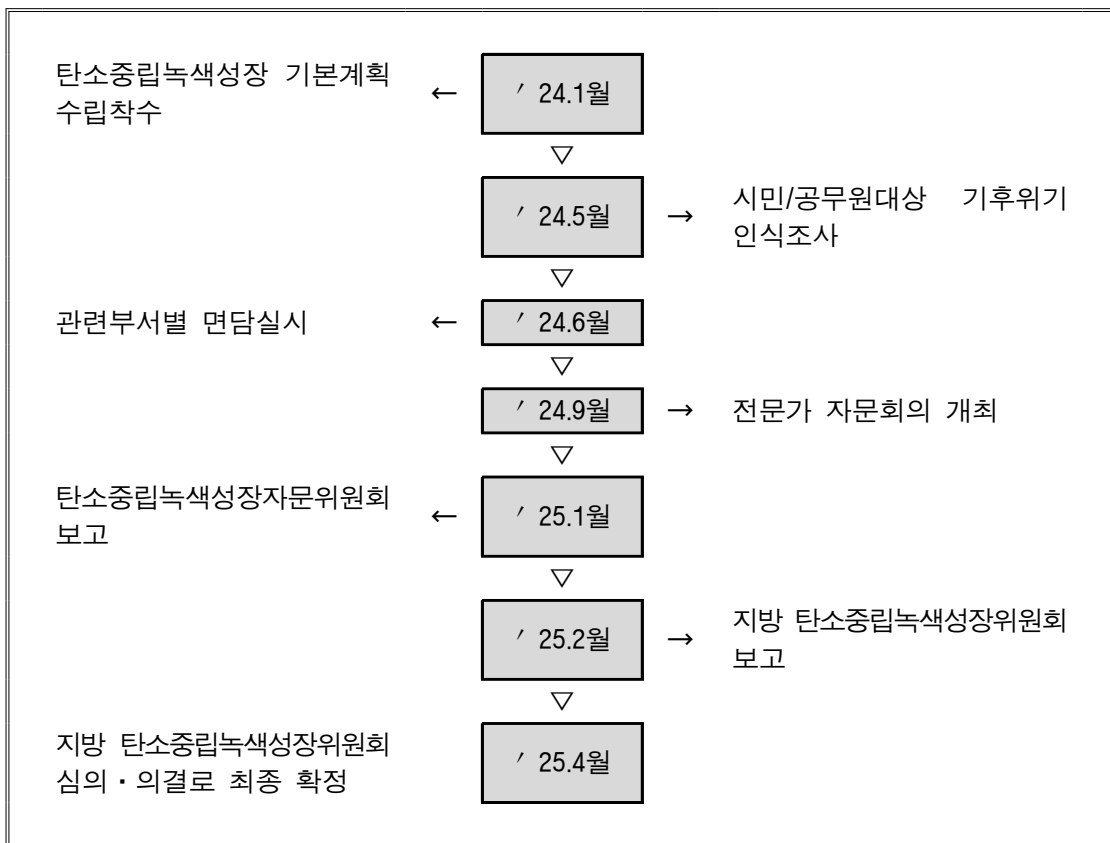 탄소중립녹색성장 기본계획
수립착수
←
′ 24.1월
▽
′ 24.5월
→
시민/공무원대상 기후위기
인식조사
▽
관련부서별 면담실시
←
′ 24.6월
▽
′ 24.9월
→
전문가 자문회의 개최
▽
탄소중립녹색성장자문위원회
보고
←
′ 25.1월
▽
′ 25.2월
→
지방 탄소중립녹색성장위원회
보고
▽
지방 탄소중립녹색성장위원회
심의・의결로 최종 확정
′ 25.4월